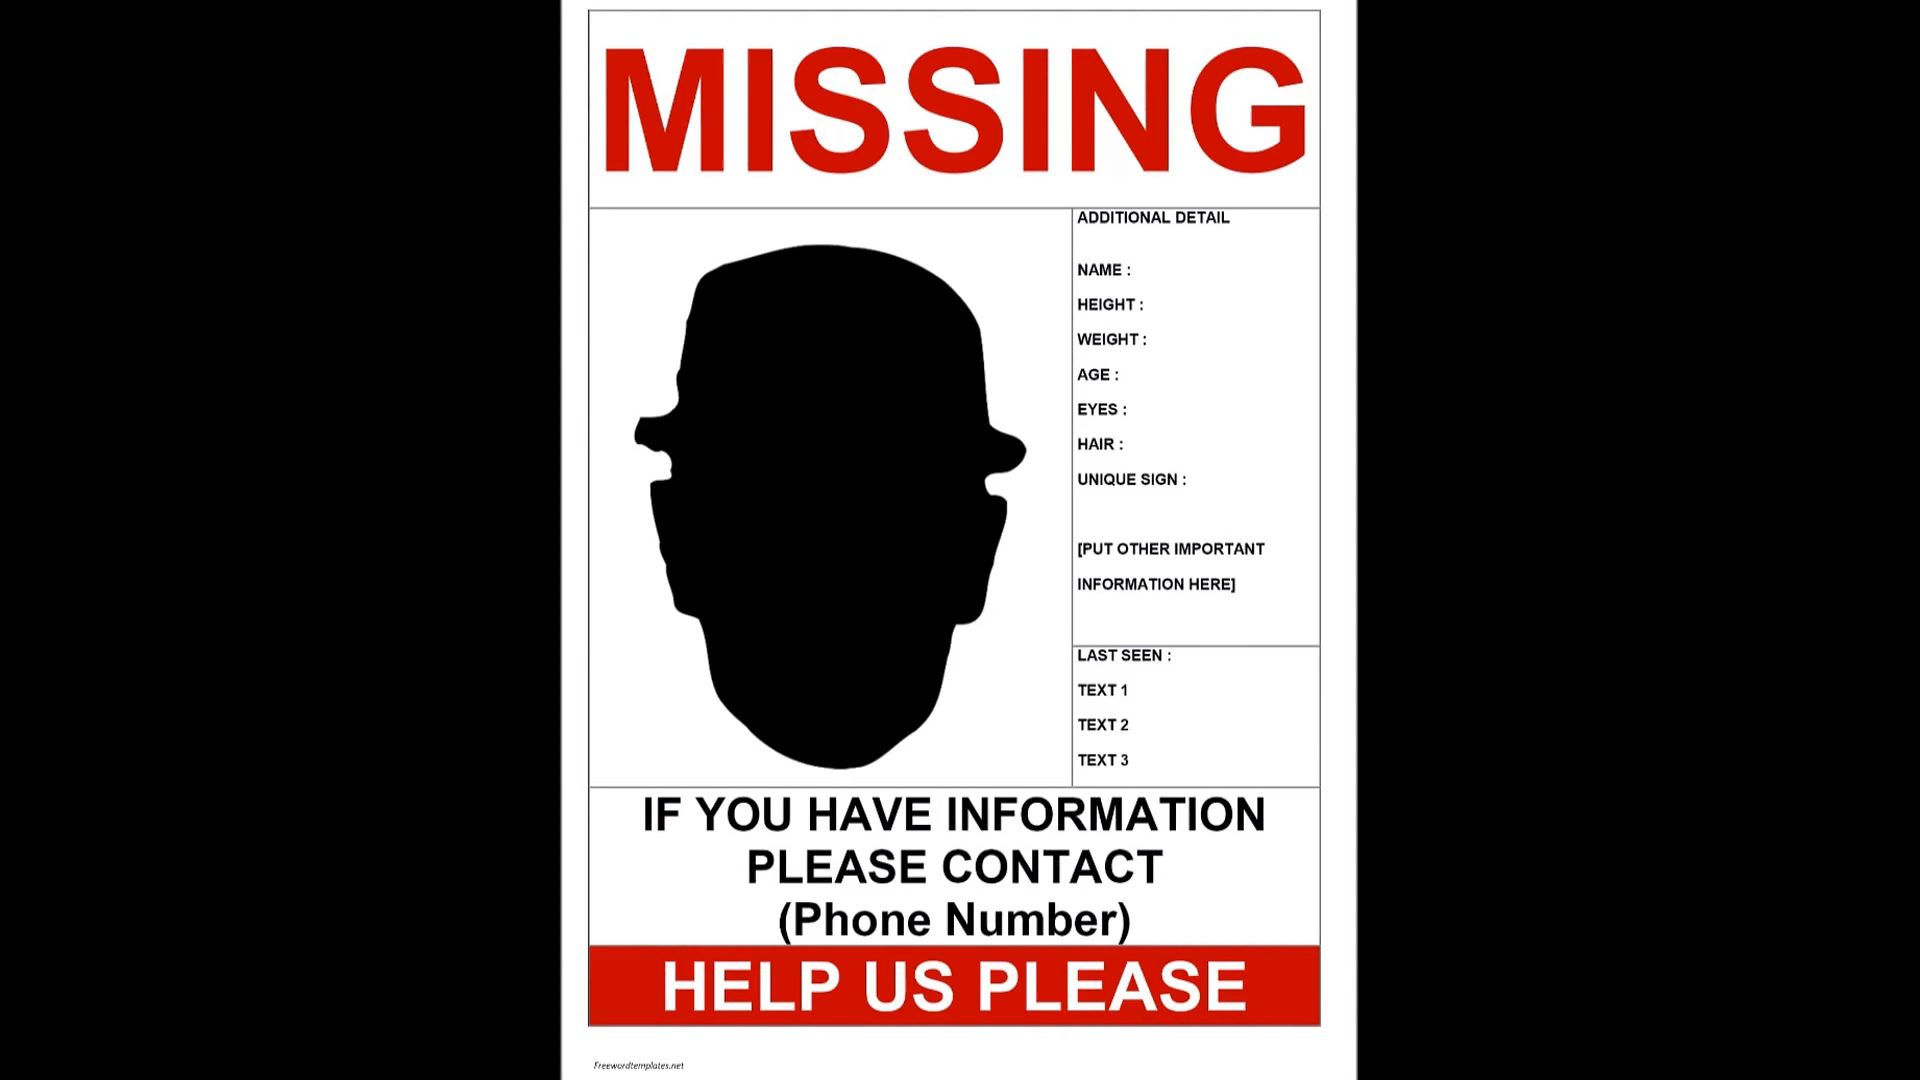 MISSING
ADDITIONAL DETAIL
NAME :
HEIGHT :
WEIGHT :
AGE :
EYES :
HAIR :
UNIQUE SIGN :
[PUT OTHER IMPORTANT
INFORMATION HERE]
LAST SEEN :
TEXT 1
TEXT 2
TEXT 3
IF YOU HAVE INFORMATION
PLEASE CONTACT
(Phone Number)
HELP US PLEASE
Freewordtemplates.net